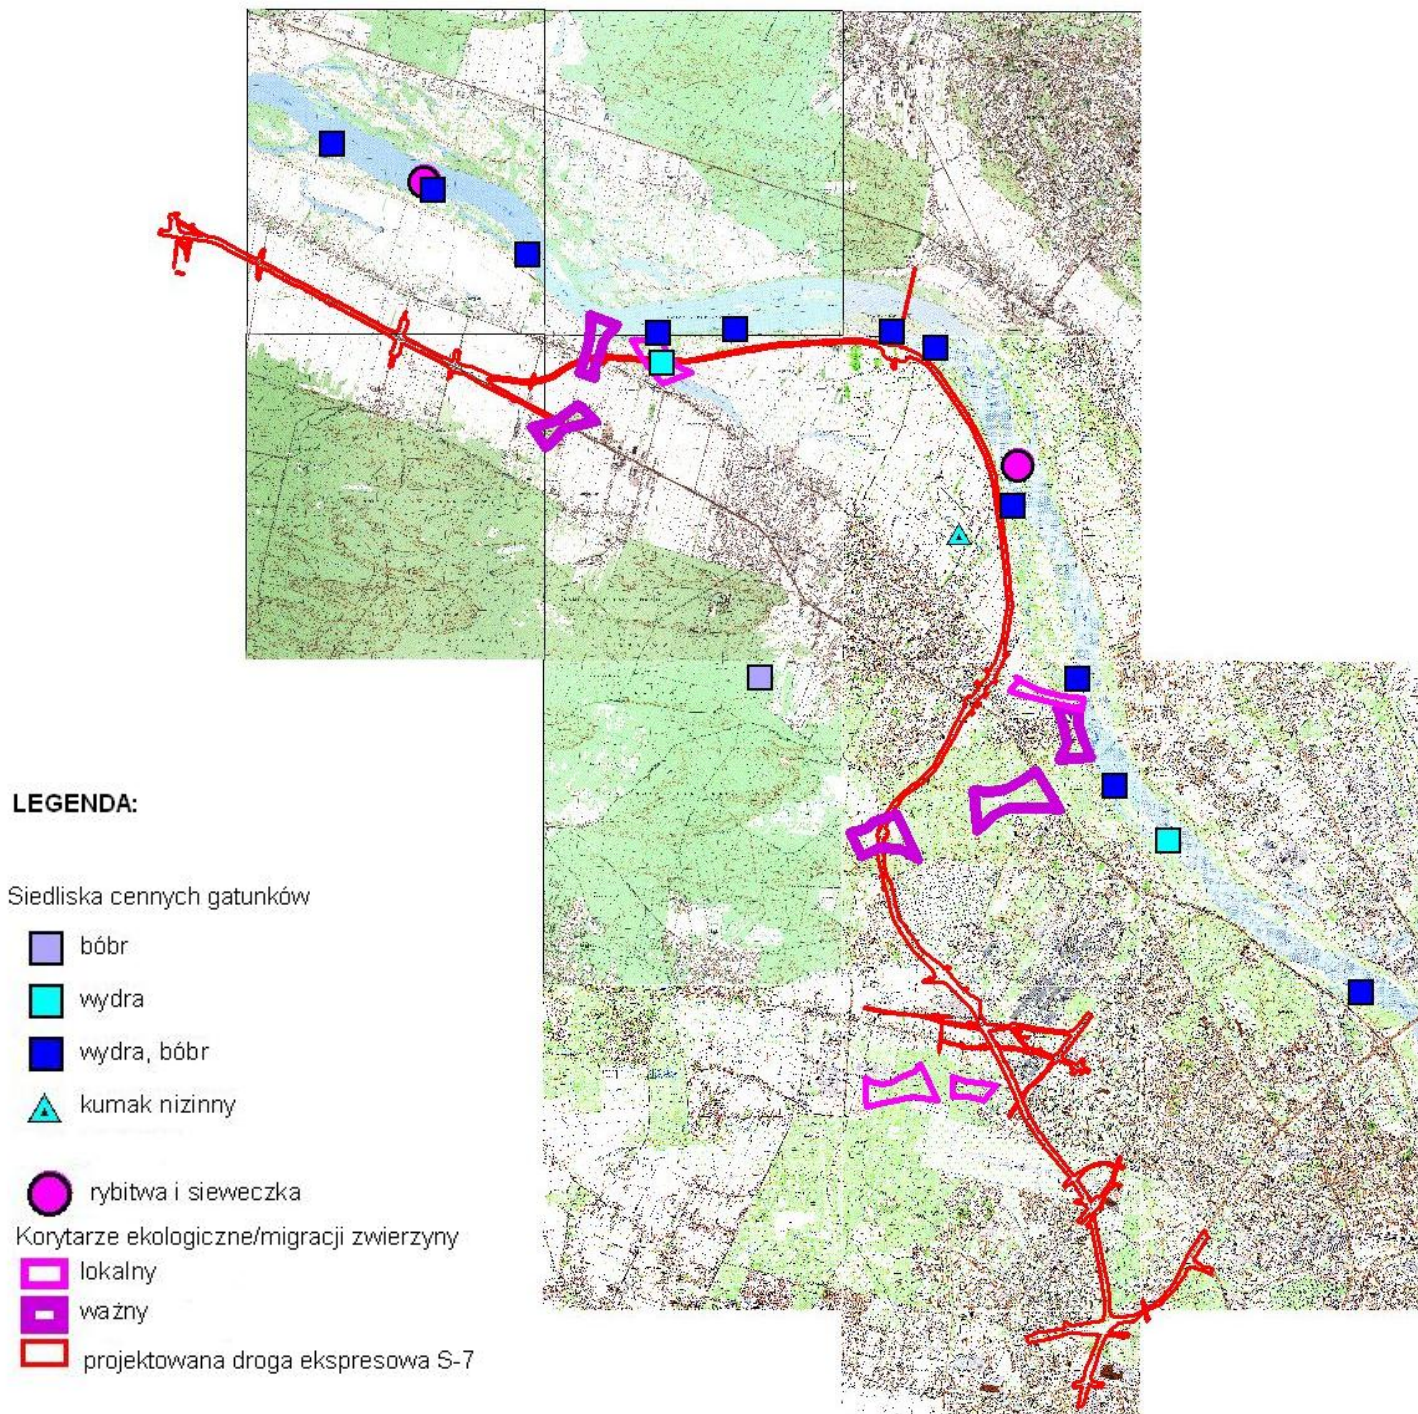 LEGENDA:
Siedliska cennych gatunków
bóbr
wydra
wydra, bóbr
kumak nizinny
rybitwa i sieweczka
Korytarze ekologiczne/migracji zwierzyny
lokalny
ważny
projektowana droga ekspresowa S-7